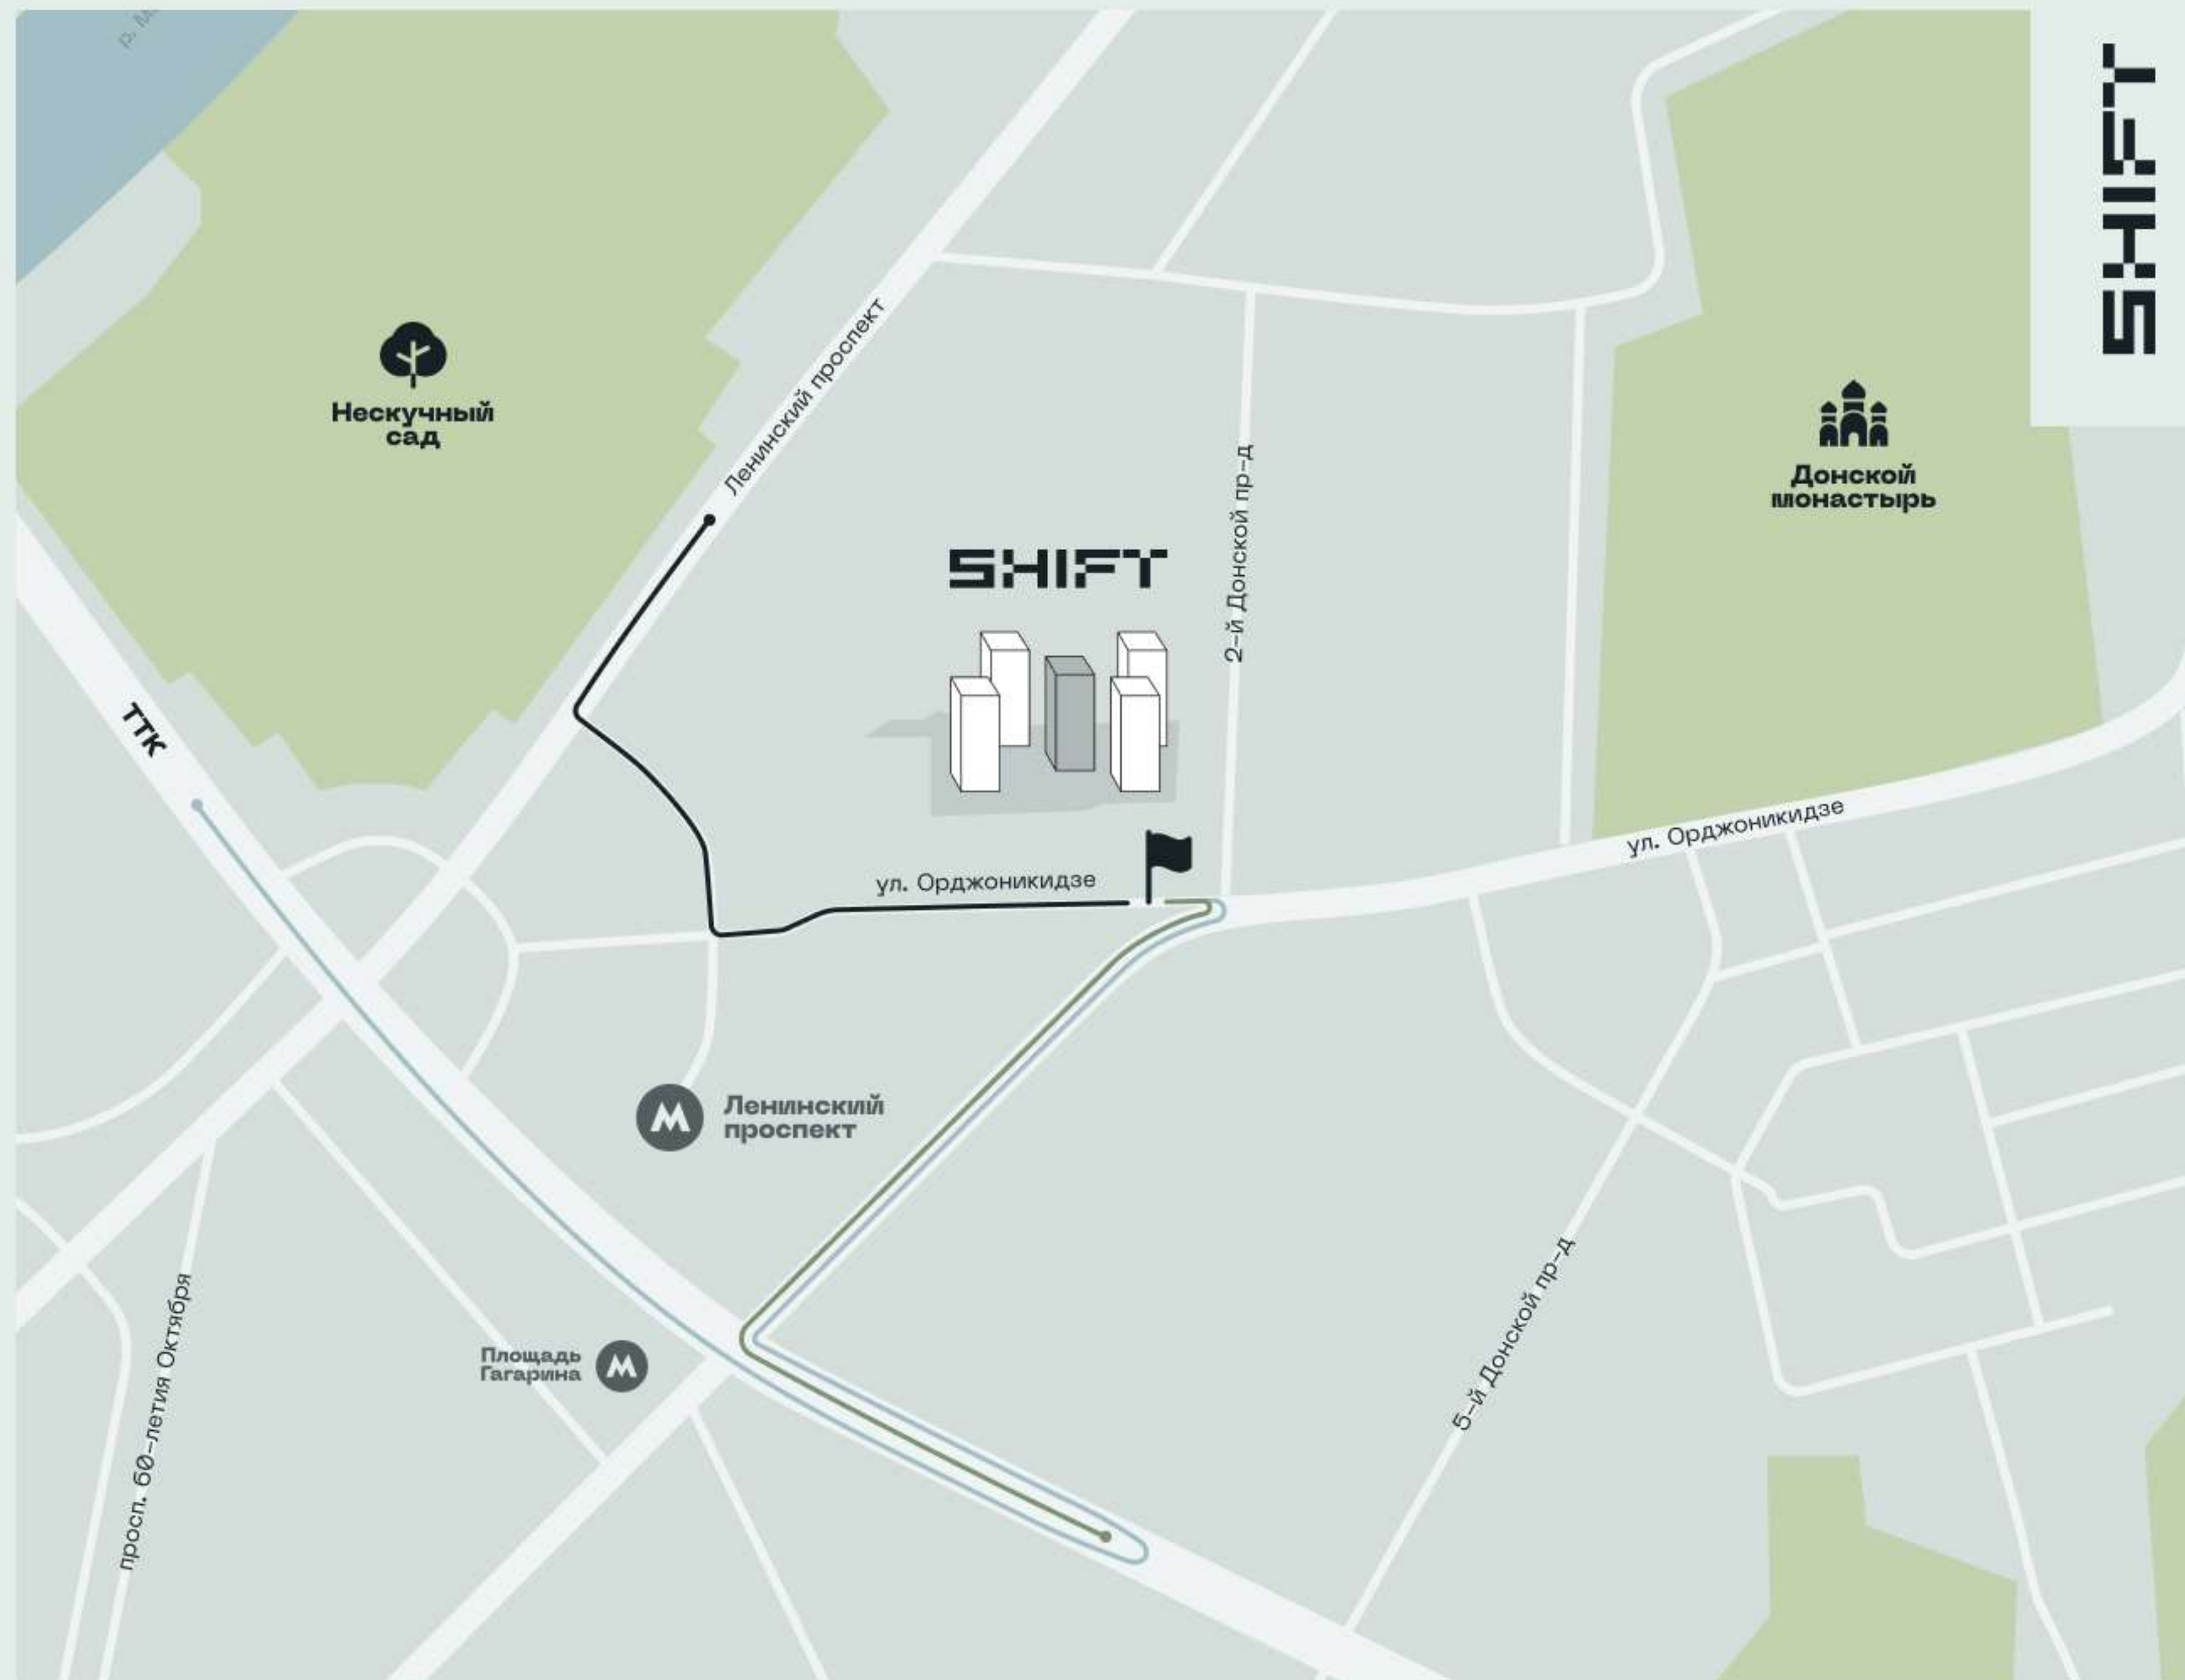 SHIFT
Ленинский проспект
Нескучный
сад
Донской
монастырь
2-й Донской пр-д
SHIFT
ТТК
ул. Орджоникидзе
ул. Орджоникидзе
Ленинский
проспект
5-й Донской пр-д
просп. 60-летия Октября
Площадь
Гагарина